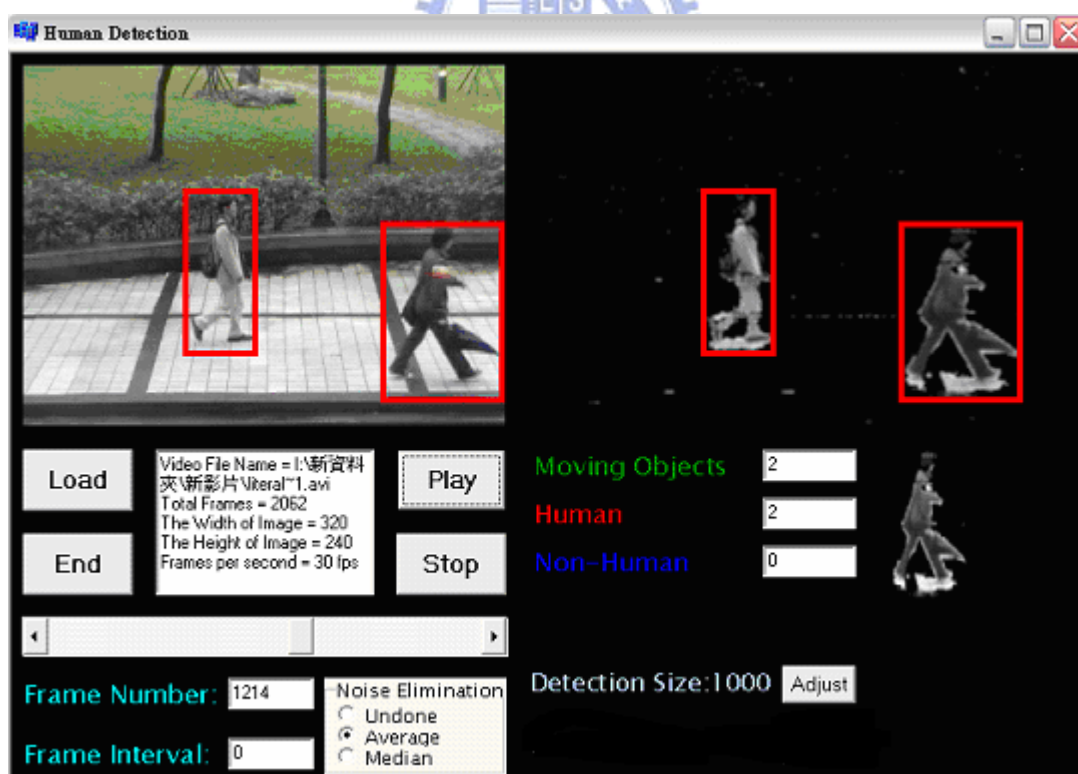 Human Detection
Load
Video File Name = I:\新資料
夾\新影片\literal~1.avi
Total Frames = 2062
The Width of Image = 320
The Height of Image = 240
Frames per second = 30 fps
Play
End
Stop
Moving Objects 2
Human 2
Non-Human 0
Frame Number: 1214
Frame Interval: 0
Noise Elimination
Undone
Average
Median
Detection Size:1000 Adjust